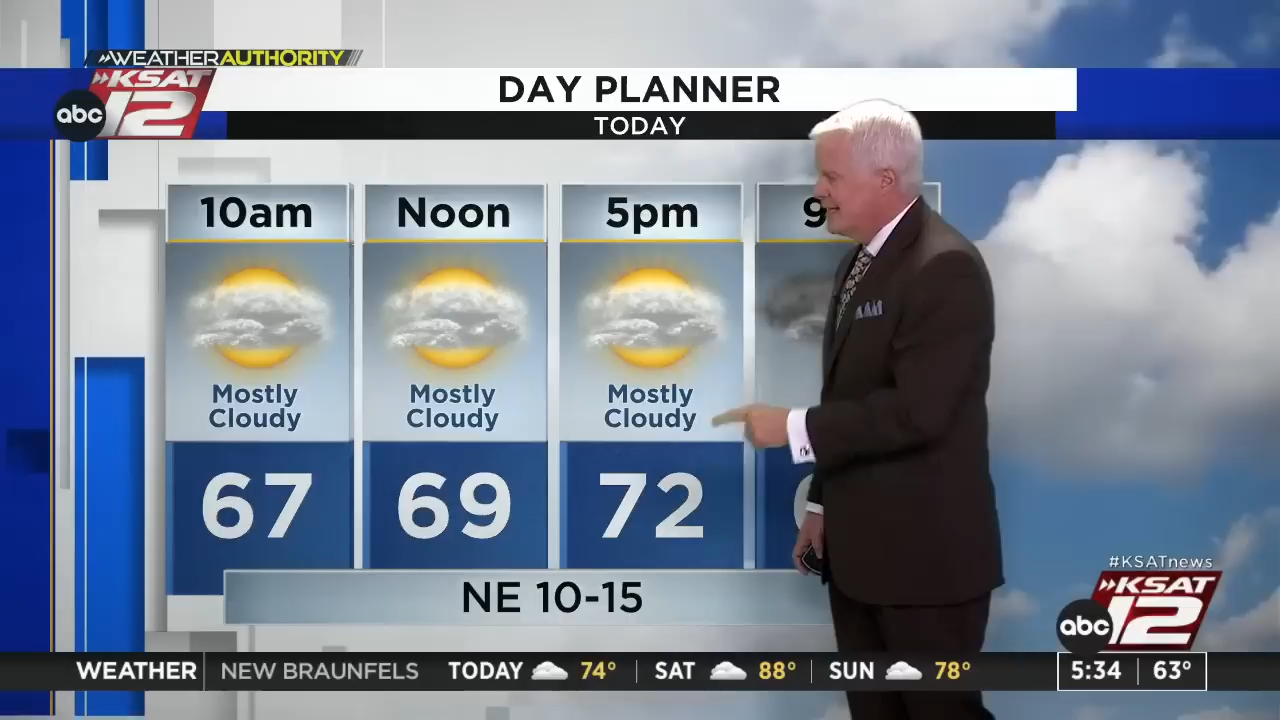 WEATHERAUTHORITY
KSAT
abc 12
DAY PLANNER
TODAY
10am
Noon
5pm
9
Mostly
Cloudy
Mostly
Cloudy
Mostly
Cloudy
67
69
72
NE 10-15
#KSATnews
KSAT
abc 12
WEATHER NEW BRAUNFELS TODAY 74° SAT 88° SUN 78° 5:34 63°